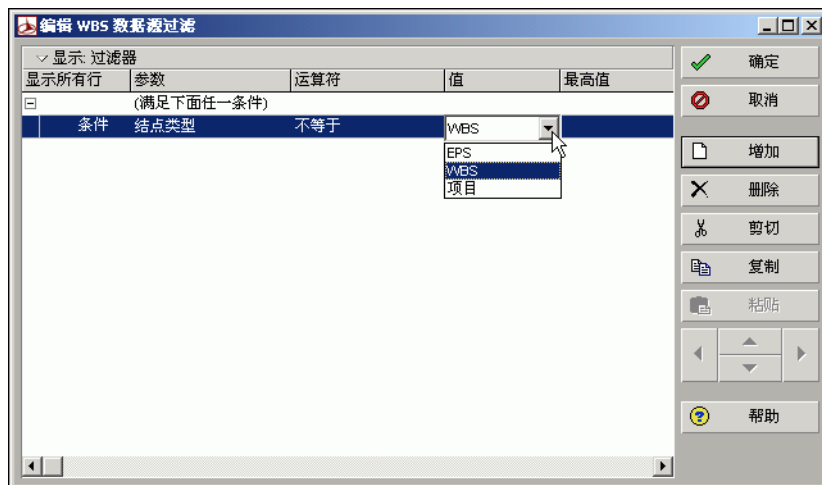 编辑 WBS 数据源过滤
显示: 过滤器
显示所有行 参数 运算符 值 最高值
(满足下面任一条件)
条件 结点类型 不等于 WBS
EPS
WBS
项目
确定
取消
增加
删除
剪切
复制
粘贴
帮助